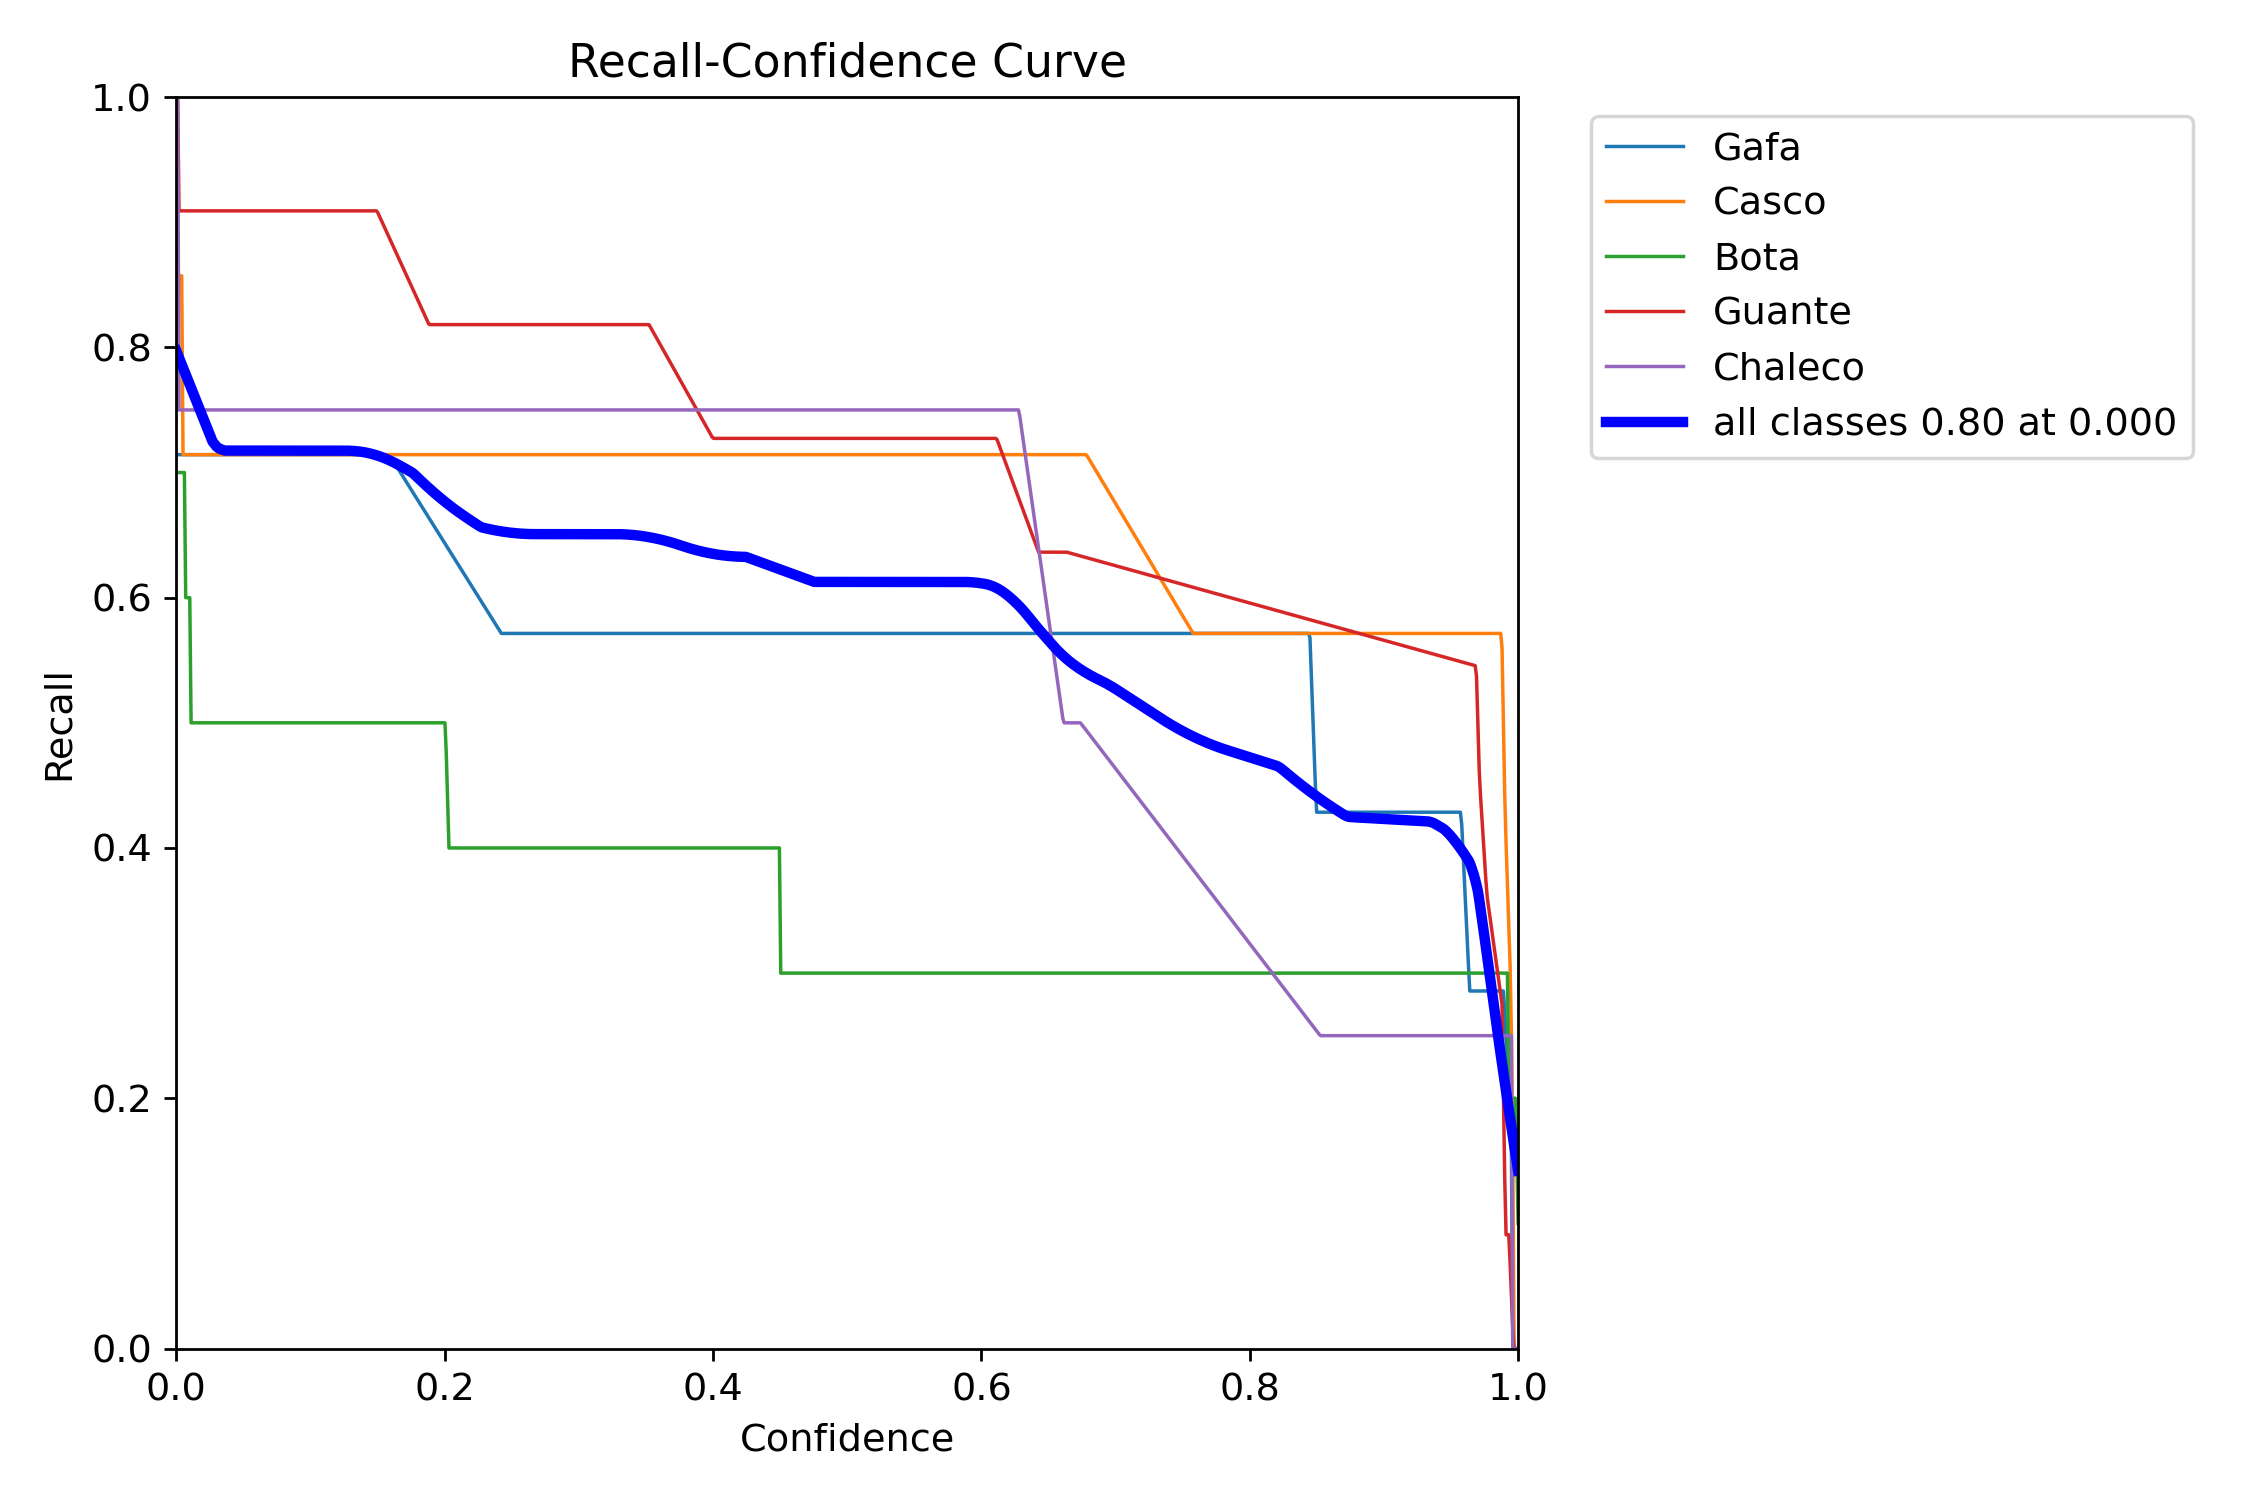 Recall-Confidence Curve
1.0
0.8
0.6
0.4
0.2
0.0
Recall
0.0 0.2 0.4 0.6 0.8 1.0
Confidence
Gafa
Casco
Bota
Guante
Chaleco
all classes 0.80 at 0.000